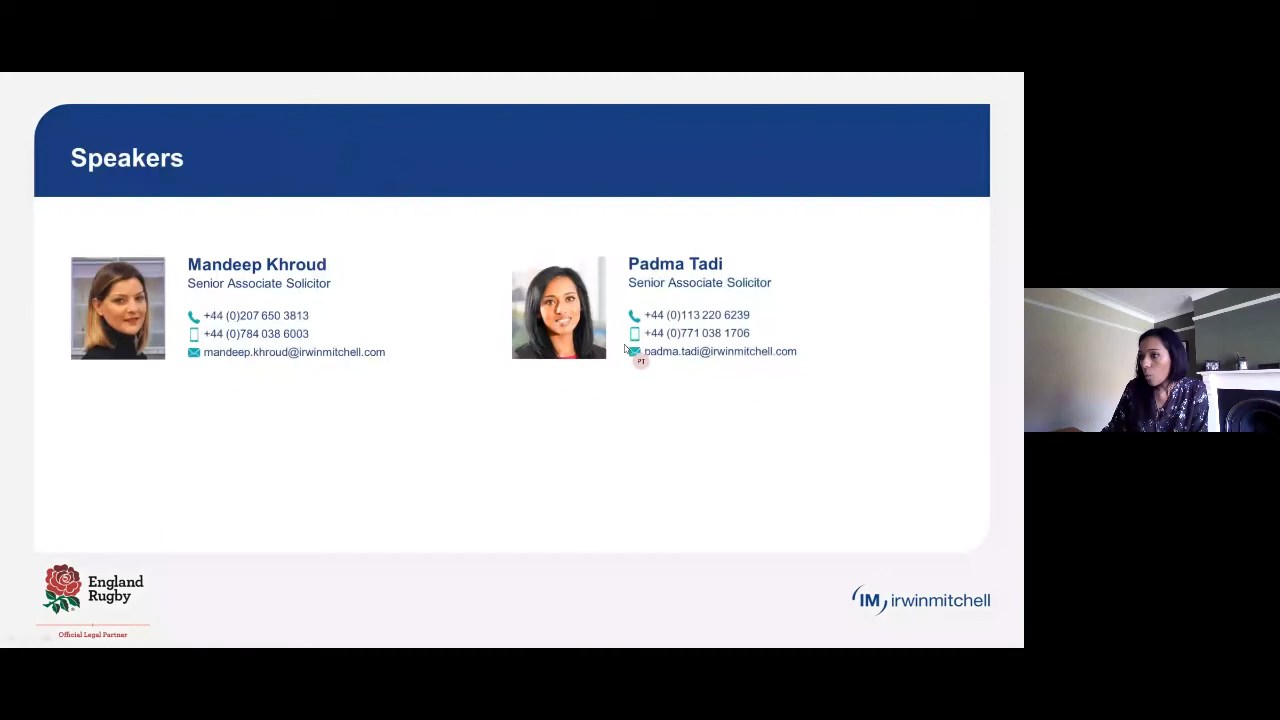 Speakers
Mandeep Khroud
Senior Associate Solicitor
+44 (0)207 650 3813
+44 (0)784 038 6003
mandeep.khroud@irwinmitchell.com
Padma Tadi
Senior Associate Solicitor
+44 (0)113 220 6239
+44 (0)771 038 1706
padma.tadi@irwinmitchell.com
PT
England
Rugby
Official Legal Partner
IM irwinmitchell